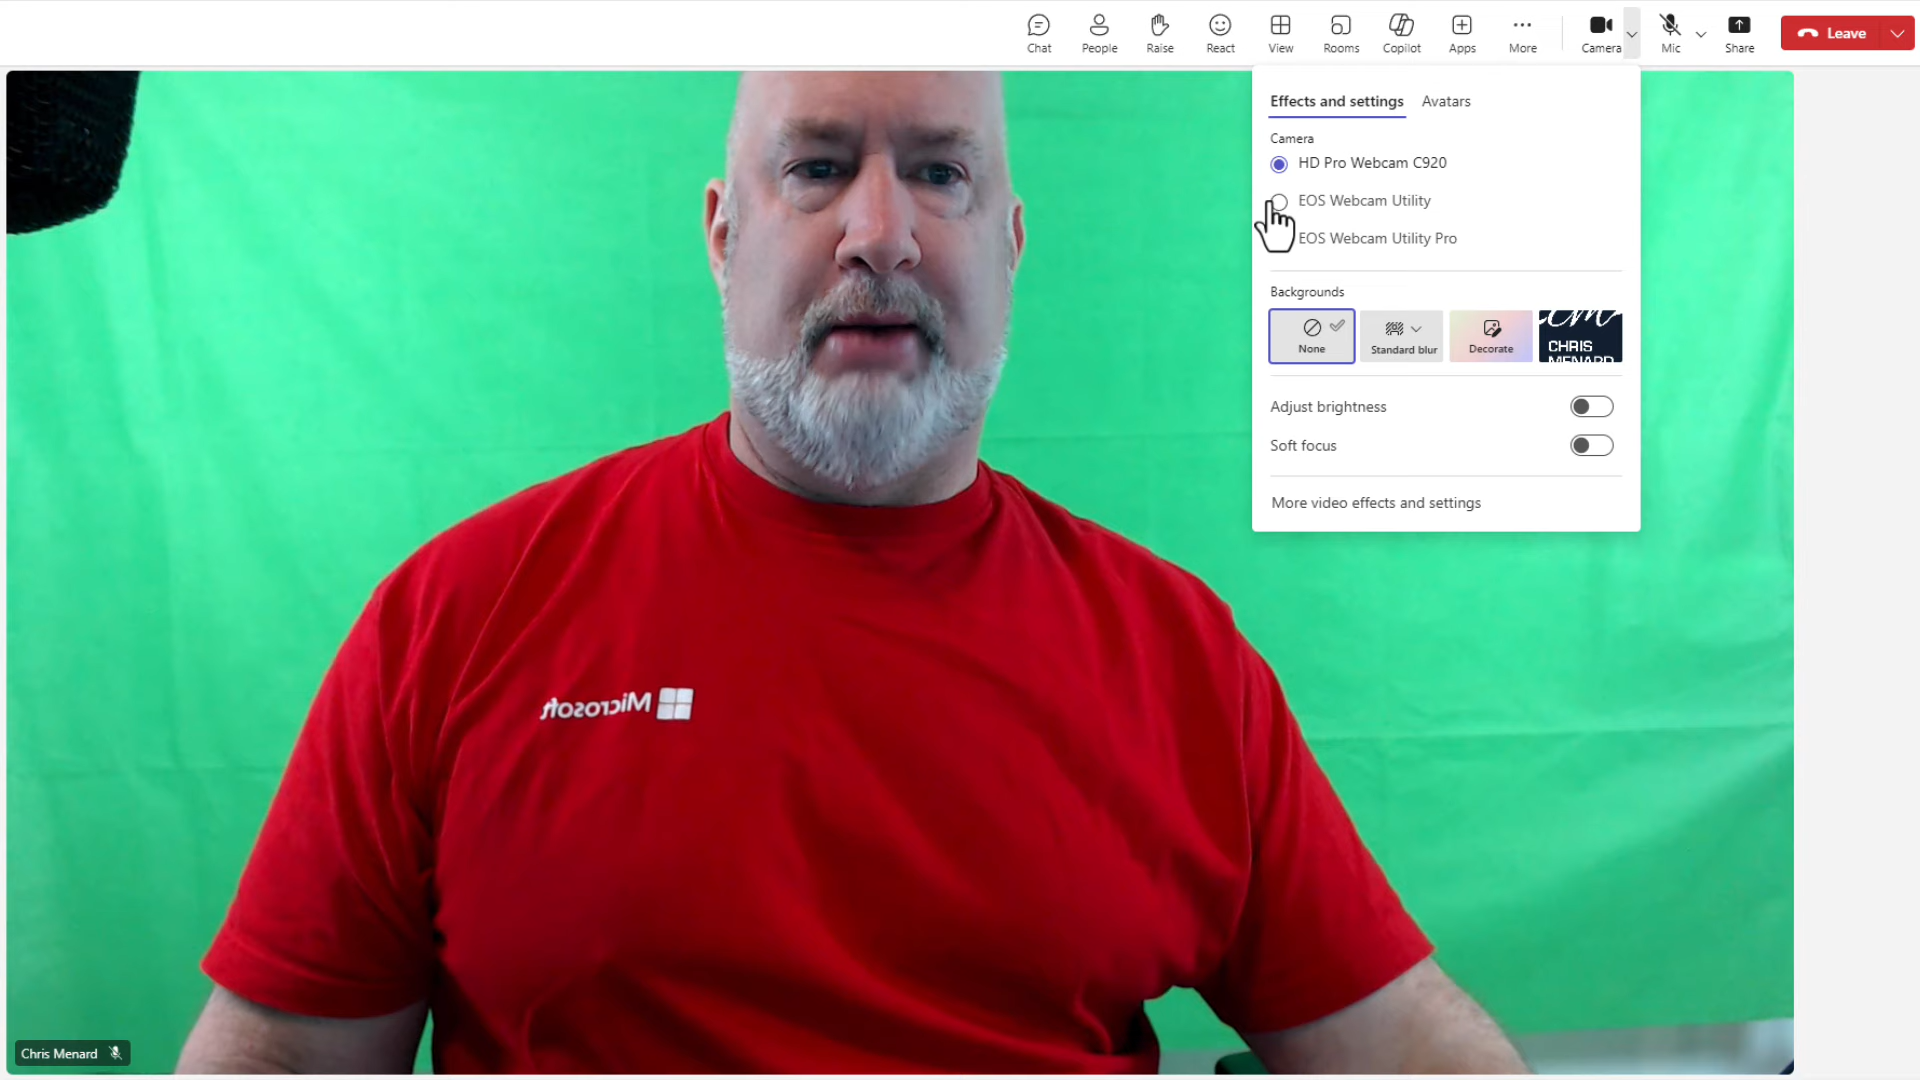 Chat
People
Raise
React
View
Rooms
Copilot
Apps
More
Camera
Mic
Share
Leave
Effects and settings
Avatars
Camera
HD Pro Webcam C920
EOS Webcam Utility
EOS Webcam Utility Pro
Backgrounds
None
Standard blur
Decorate
cm
CHRIS
MENARD
Adjust brightness
Soft focus
More video effects and settings
Microsoft
Chris Menard